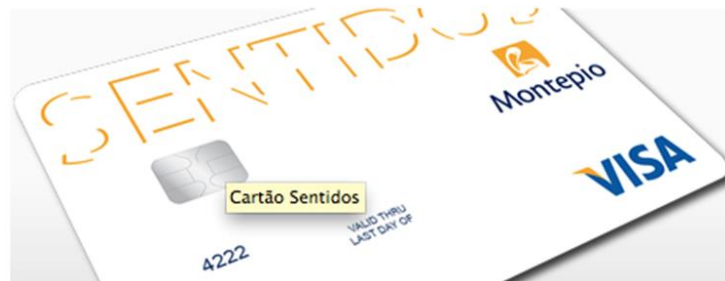 SENTIDOS
Montepio
VISA
Cartão Sentidos
VALID THRU
LAST DAY OF
4222